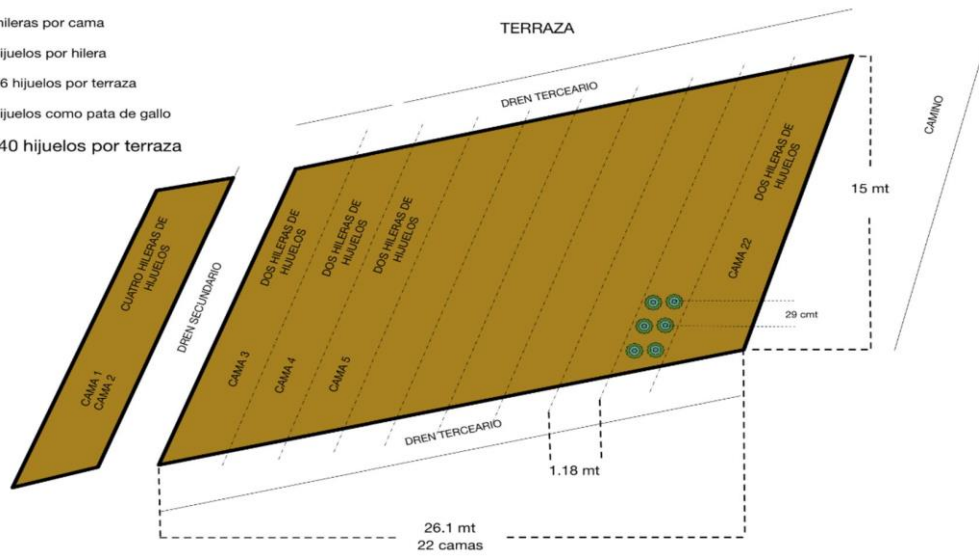 hileras por cama
ijuelos por hilera
6 hijuelos por terraza
ijuelos como pata de gallo
40 hijuelos por terraza
TERRAZA
DREN TERCEARIO
CAMINO
15 mt
CUATRO HILERAS DE
HIJUELOS
CAMA 1
CAMA 2
DREN SECUNDARIO
DOS HILERAS DE
HIJUELOS
CAMA 3
DOS HILERAS DE
HIJUELOS
CAMA 4
DOS HILERAS DE
HIJUELOS
CAMA 5
DOS HILERAS DE
HIJUELOS
CAMA 22
29 cmt
DREN TERCEARIO
1.18 mt
26.1 mt
22 camas